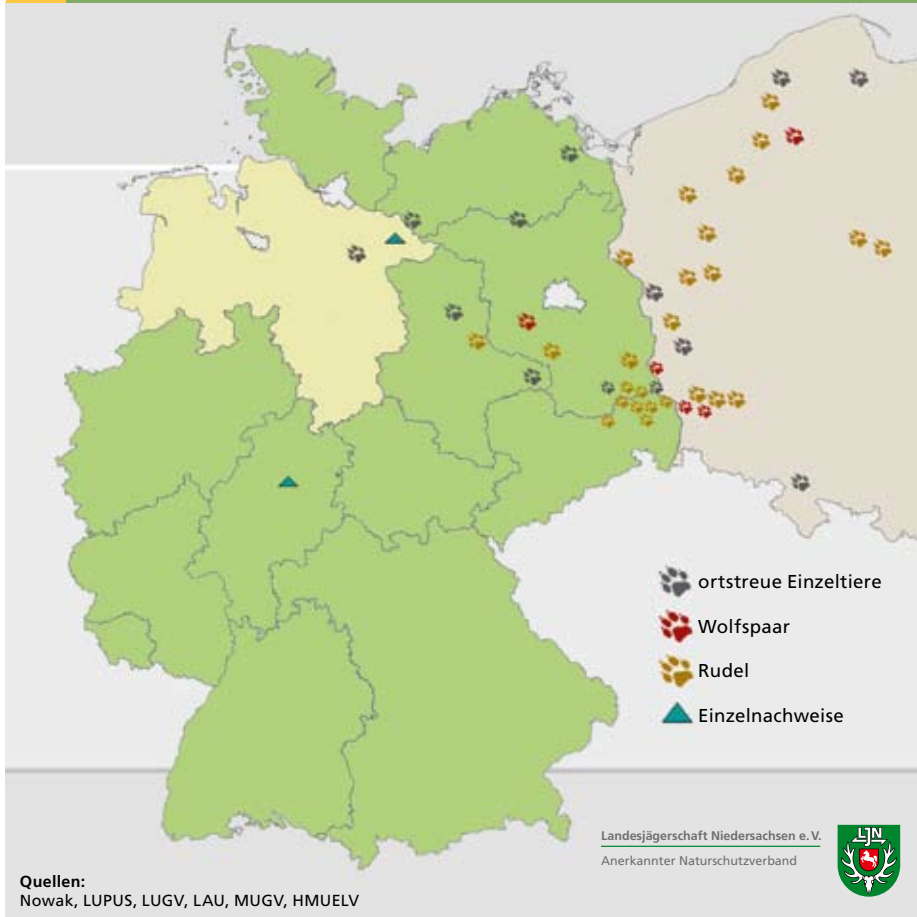 ortstreue Einzeltiere
Wolfspaar
Rudel
Einzelnachweise
Landesjägerschaft Niedersachsen e. V.
Anerkannter Naturschutzverband
LJN
Quellen:
Nowak, LUPUS, LUGV, LAU, MUGV, HMUELV